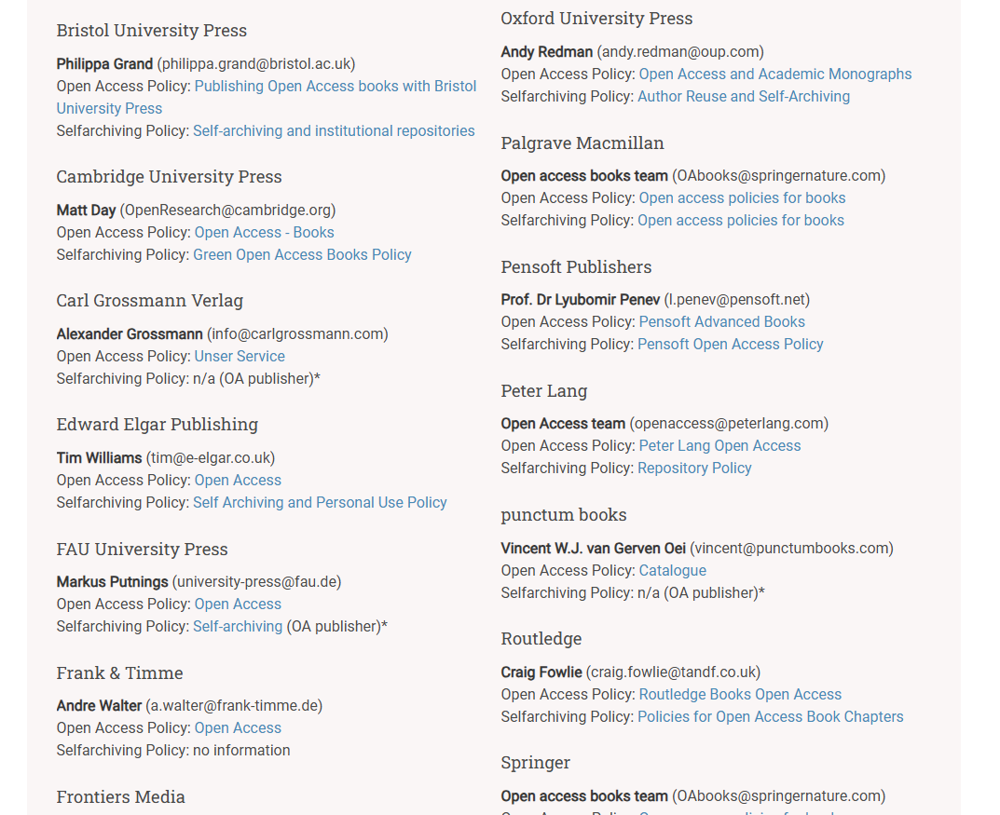 Bristol University Press
Philippa Grand (philippa.grand@bristol.ac.uk)
Open Access Policy: Publishing Open Access books with Bristol
University Press
Selfarchiving Policy: Self-archiving and institutional repositories
Cambridge University Press
Matt Day (OpenResearch@cambridge.org)
Open Access Policy: Open Access - Books
Selfarchiving Policy: Green Open Access Books Policy
Carl Grossmann Verlag
Alexander Grossmann (info@carlgrossmann.com)
Open Access Policy: Unser Service
Selfarchiving Policy: n/a (OA publisher)*
Edward Elgar Publishing
Tim Williams (tim@e-elgar.co.uk)
Open Access Policy: Open Access
Selfarchiving Policy: Self Archiving and Personal Use Policy
FAU University Press
Markus Putnings (university-press@fau.de)
Open Access Policy: Open Access
Selfarchiving Policy: Self-archiving (OA publisher)*
Frank & Timme
Andre Walter (a.walter@frank-timme.de)
Open Access Policy: Open Access
Selfarchiving Policy: no information
Frontiers Media
Oxford University Press
Andy Redman (andy.redman@oup.com)
Open Access Policy: Open Access and Academic Monographs
Selfarchiving Policy: Author Reuse and Self-Archiving
Palgrave Macmillan
Open access books team (OAbooks@springernature.com)
Open Access Policy: Open access policies for books
Selfarchiving Policy: Open access policies for books
Pensoft Publishers
Prof. Dr Lyubomir Penev (l.penev@pensoft.net)
Open Access Policy: Pensoft Advanced Books
Selfarchiving Policy: Pensoft Open Access Policy
Peter Lang
Open Access team (openaccess@peterlang.com)
Open Access Policy: Peter Lang Open Access
Selfarchiving Policy: Repository Policy
punctum books
Vincent W.J. van Gerven Oei (vincent@punctumbooks.com)
Open Access Policy: Catalogue
Selfarchiving Policy: n/a (OA publisher)*
Routledge
Craig Fowlie (craig.fowlie@tandf.co.uk)
Open Access Policy: Routledge Books Open Access
Selfarchiving Policy: Policies for Open Access Book Chapters
Springer
Open access books team (OAbooks@springernature.com)